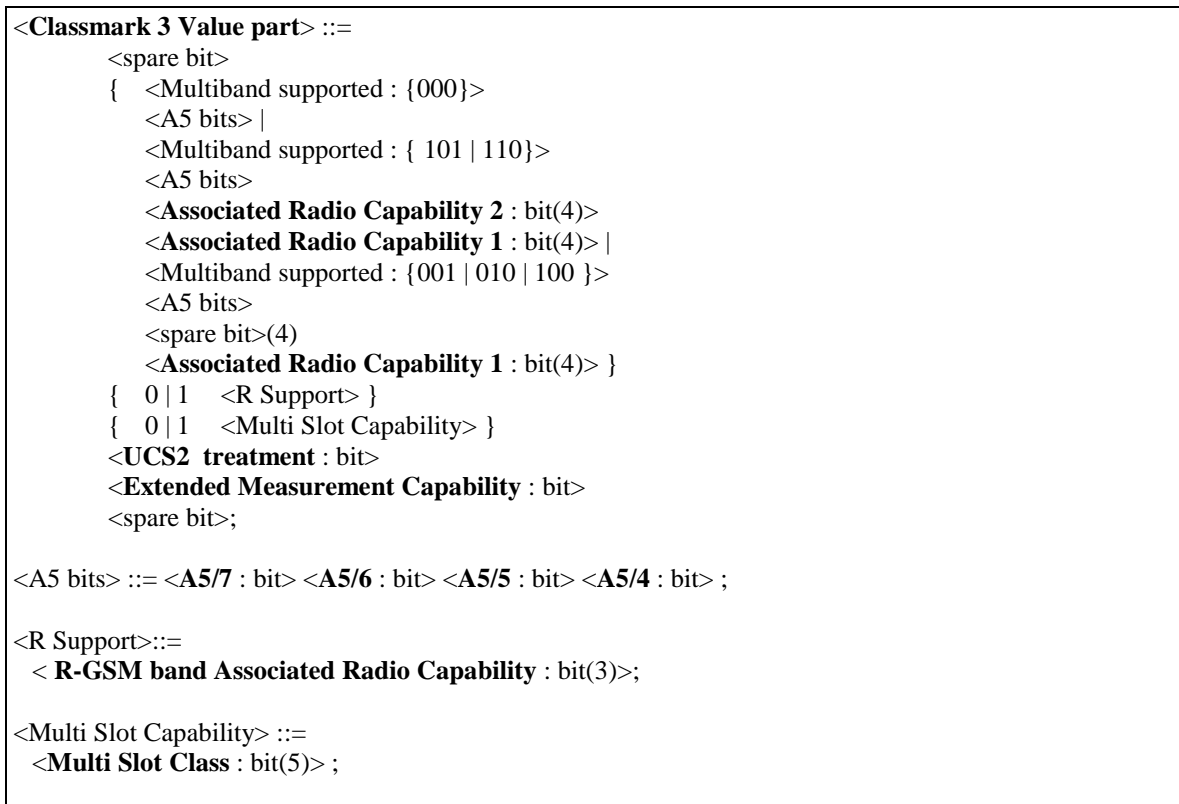 <Classmark 3 Value part> ::=
<spare bit>
{ <Multiband supported : {000}>
<A5 bits> |
<Multiband supported : { 101 | 110}>
<A5 bits>
<Associated Radio Capability 2 : bit(4)>
<Associated Radio Capability 1 : bit(4)> |
<Multiband supported : {001 | 010 | 100 }>
<A5 bits>
<spare bit>(4)
<Associated Radio Capability 1 : bit(4)> }
{ 0 | 1 <R Support> }
{ 0 | 1 <Multi Slot Capability> }
<UCS2 treatment : bit>
<Extended Measurement Capability : bit>
<spare bit>;
<A5 bits> ::= <A5/7 : bit> <A5/6 : bit> <A5/5 : bit> <A5/4 : bit> ;
<R Support>::=
< R-GSM band Associated Radio Capability : bit(3)>;
<Multi Slot Capability> ::=
<Multi Slot Class : bit(5)> ;